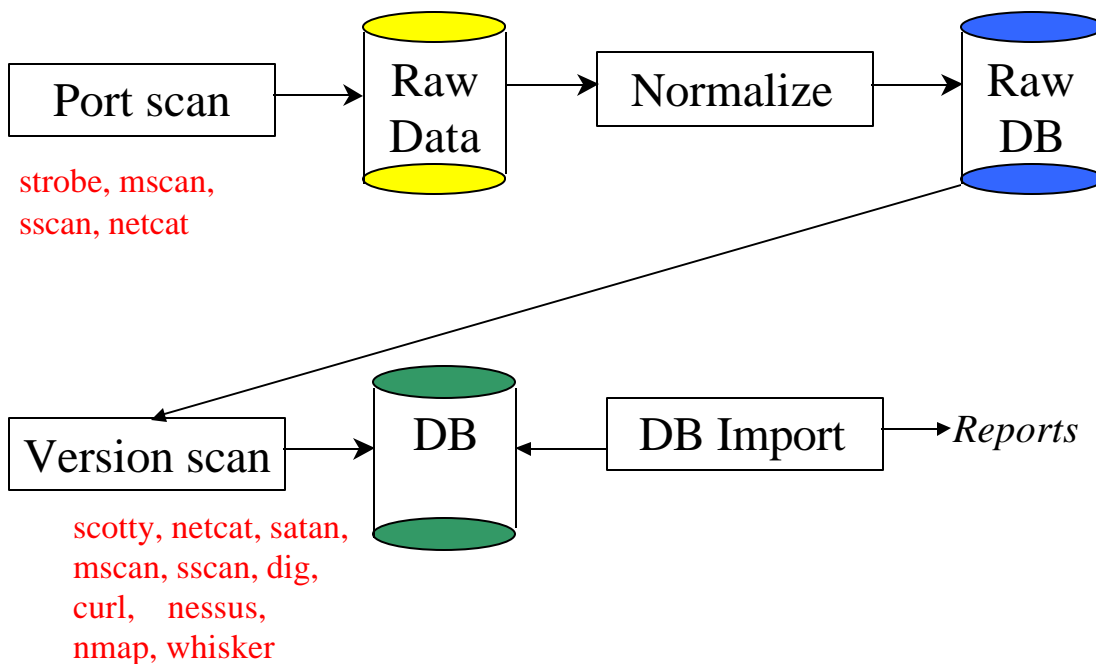 Port scan
Raw
Data
Normalize
Raw
DB
strobe, mscan,
sscan, netcat
Version scan
DB
DB Import
Reports
scotty, netcat, satan,
mscan, sscan, dig,
curl, nessus,
nmap, whisker